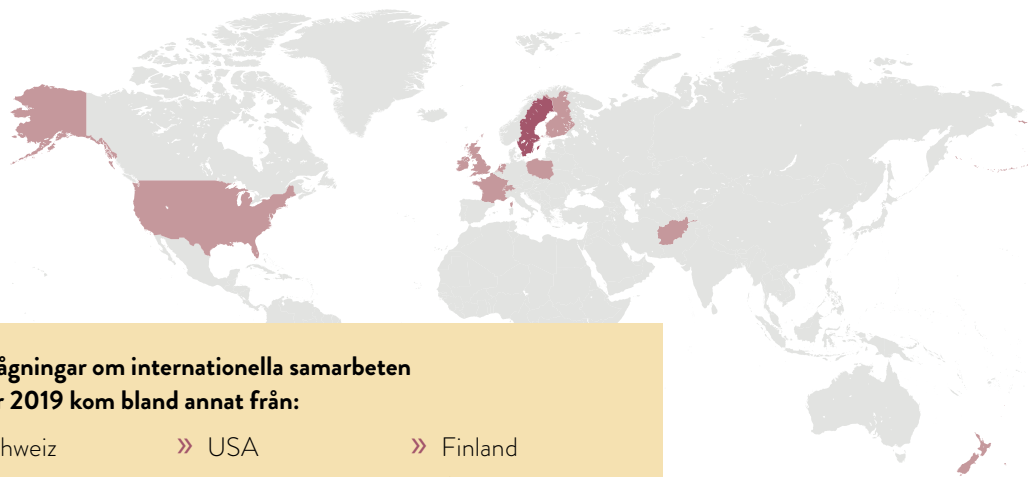 ågningar om internationella samarbeten
r 2019 kom bland annat från:
hweiz » USA » Finland